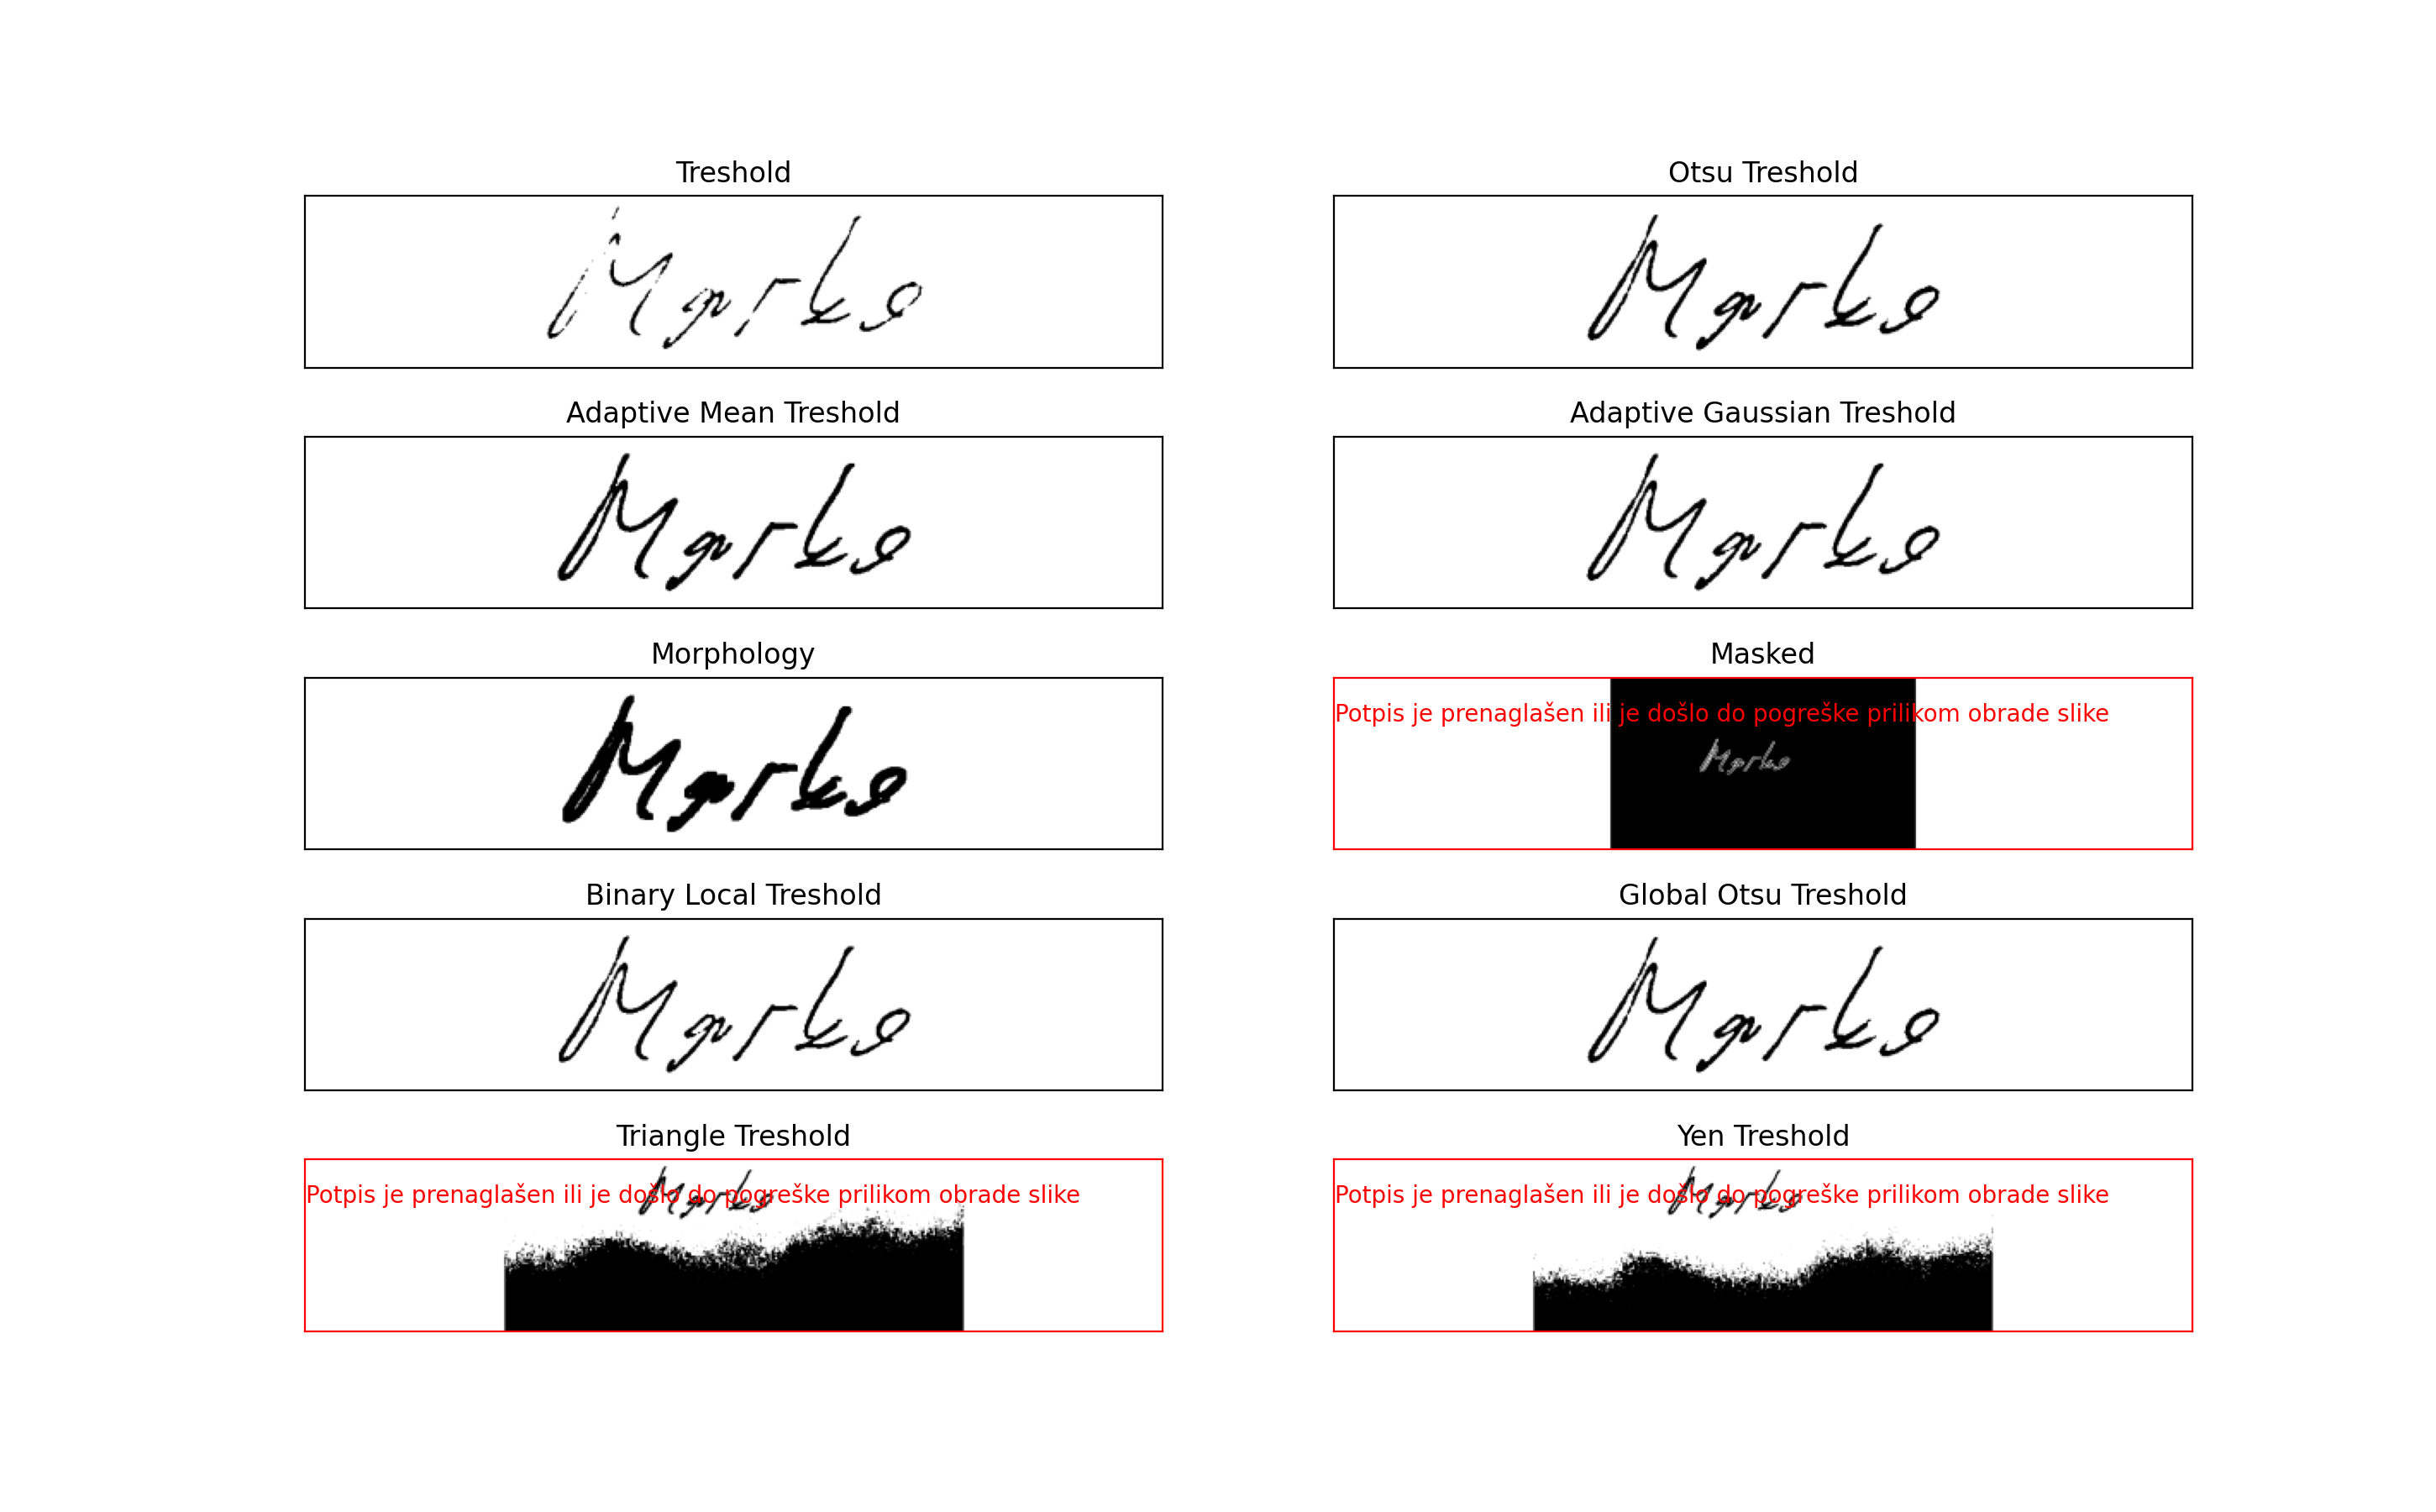 Treshold
Marko
Otsu Treshold
Marko
Adaptive Mean Treshold
Marko
Adaptive Gaussian Treshold
Marko
Morphology
Marko
Masked
Potpis je prenaglašen ili je došlo do pogreške prilikom obrade slike
Marko
Binary Local Treshold
Marko
Global Otsu Treshold
Marko
Triangle Treshold
Marko
Potpis je prenaglašen ili je došlo do pogreške prilikom obrade slike
Yen Treshold
Marko
Potpis je prenaglašen ili je došlo do pogreške prilikom obrade slike